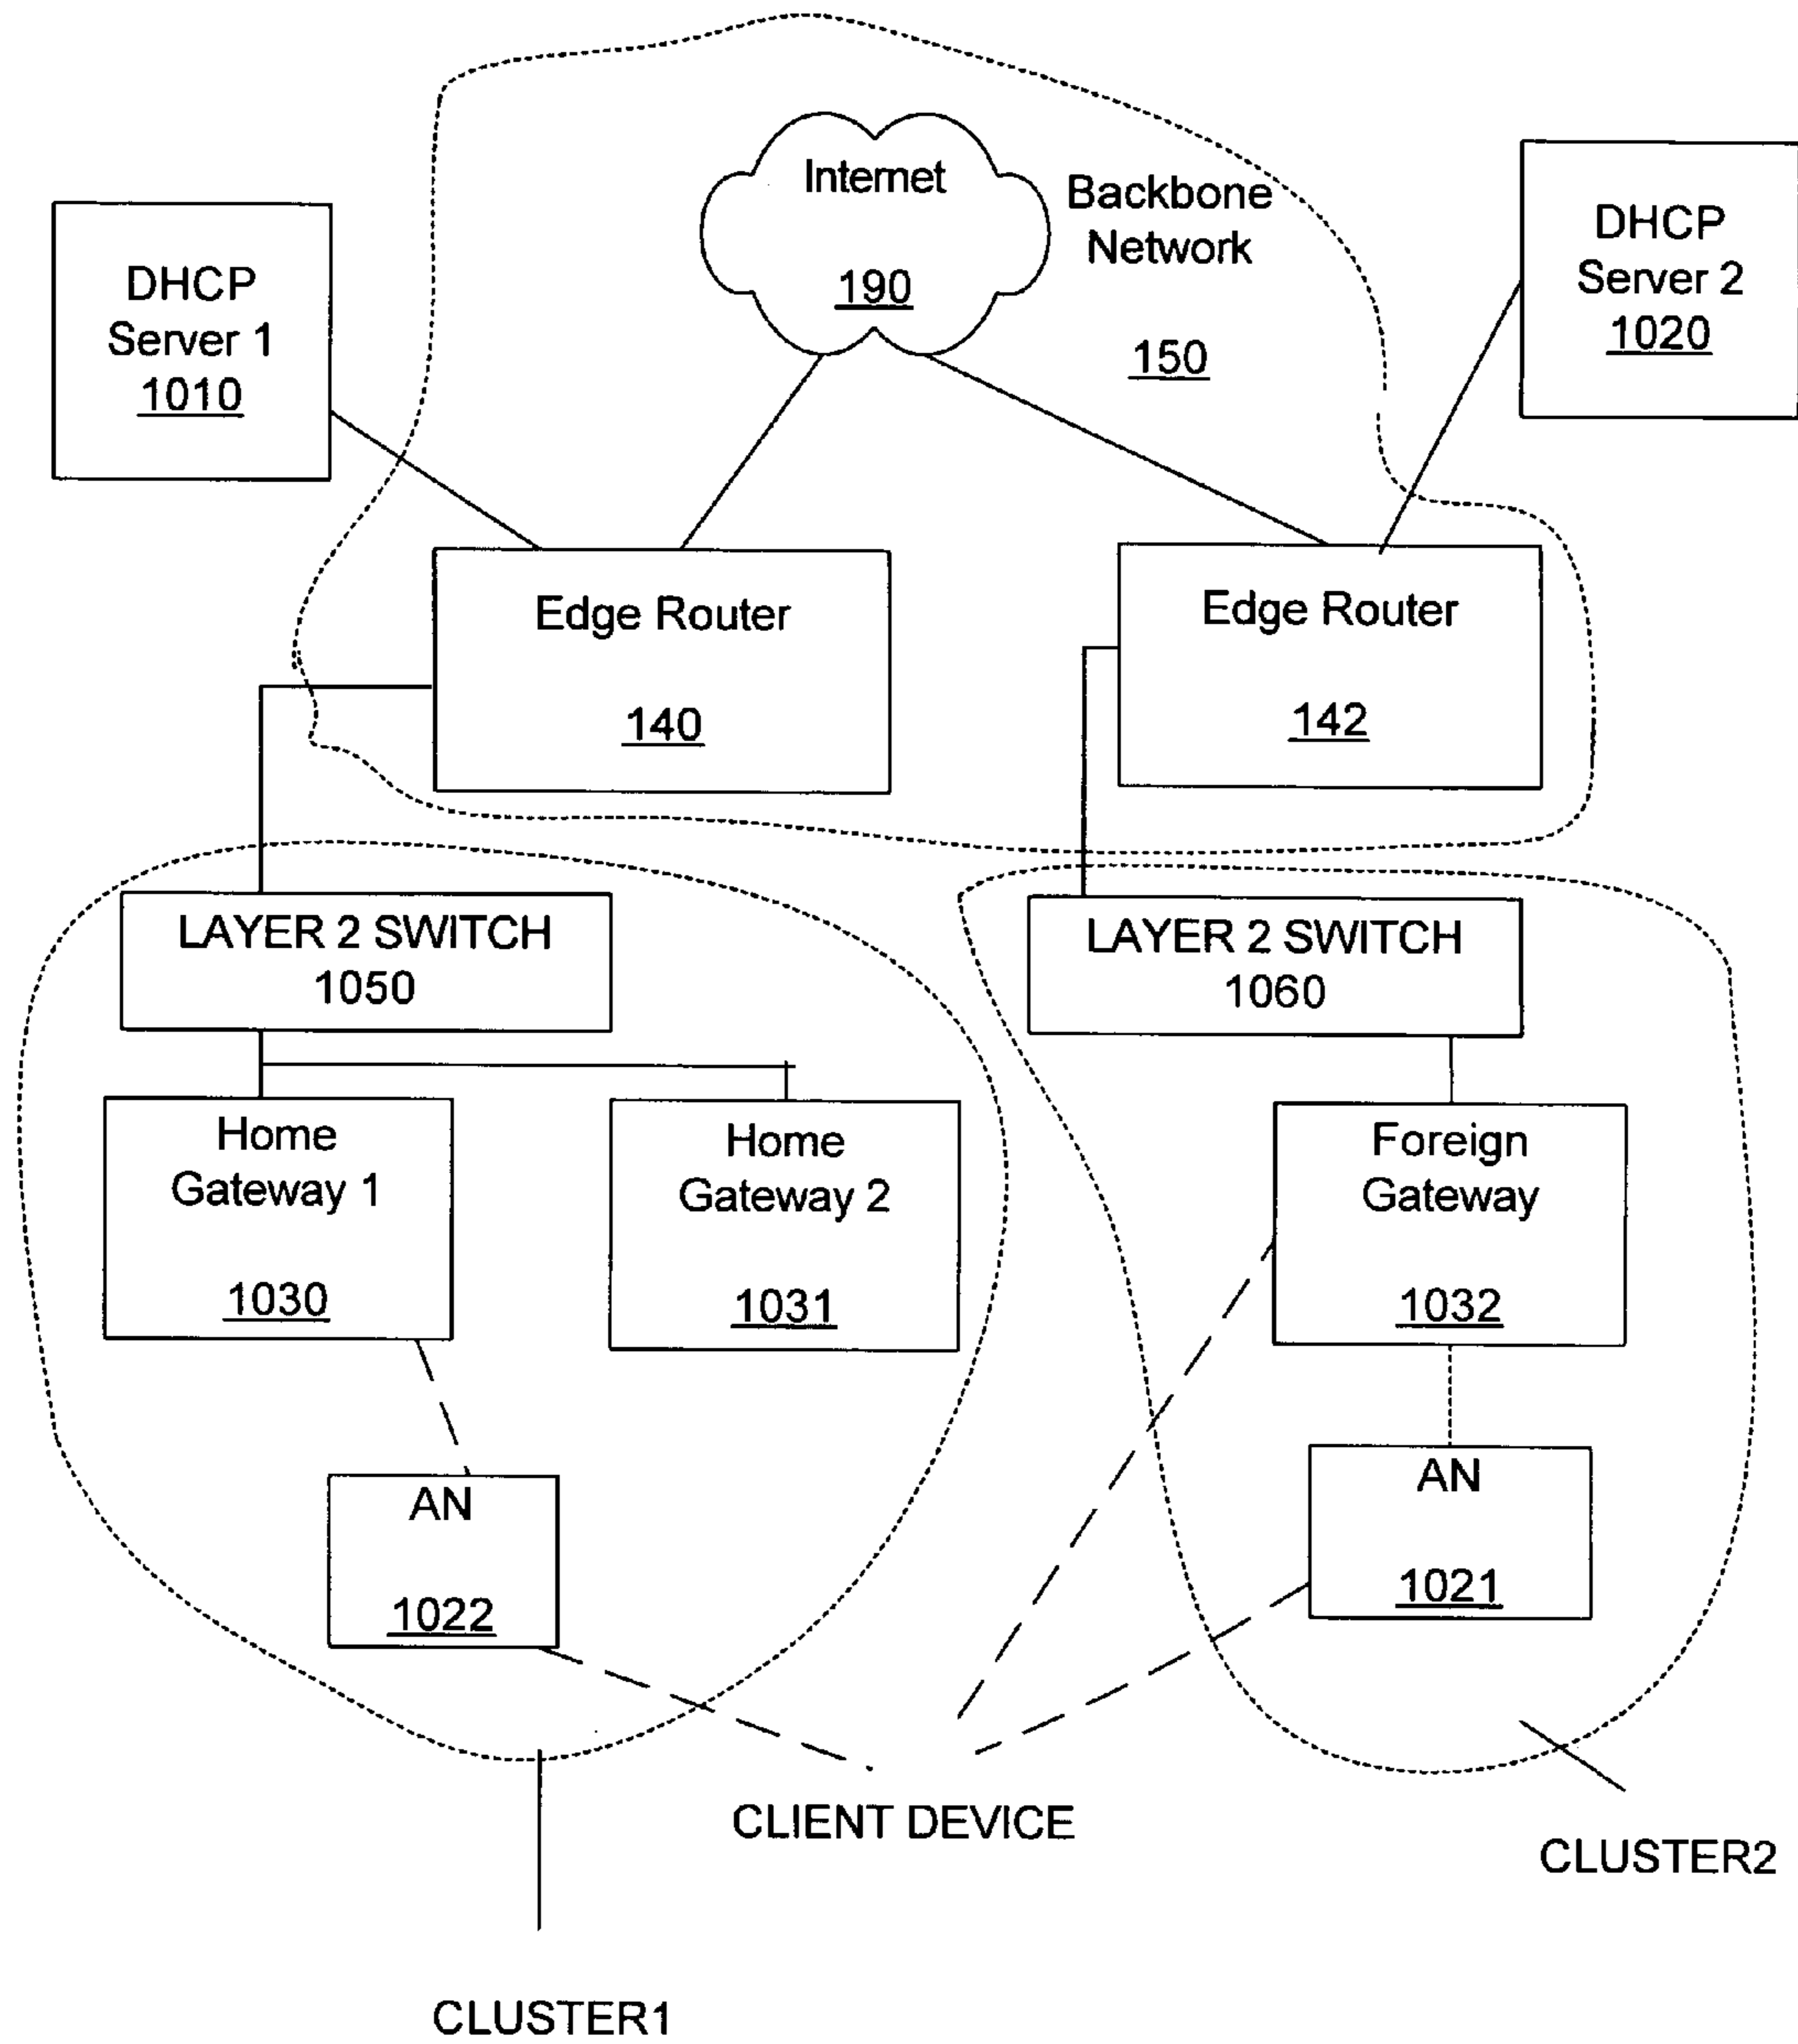 Internet
190
Backbone
Network
150
DHCP
Server 1
1010
DHCP
Server 2
1020
Edge Router
140
Edge Router
142
LAYER 2 SWITCH
1050
LAYER 2 SWITCH
1060
Home
Gateway 1
1030
Home
Gateway 2
1031
Foreign
Gateway
1032
AN
1022
AN
1021
CLIENT DEVICE
CLUSTER2
CLUSTER1